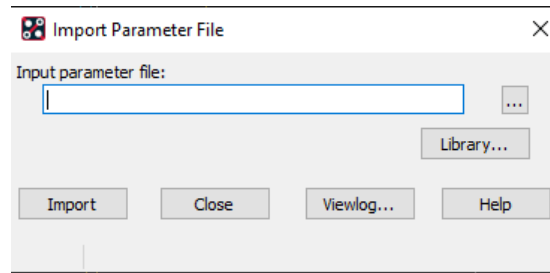 Import Parameter File
Input parameter file:
...
Library...
Import Close Viewlog... Help